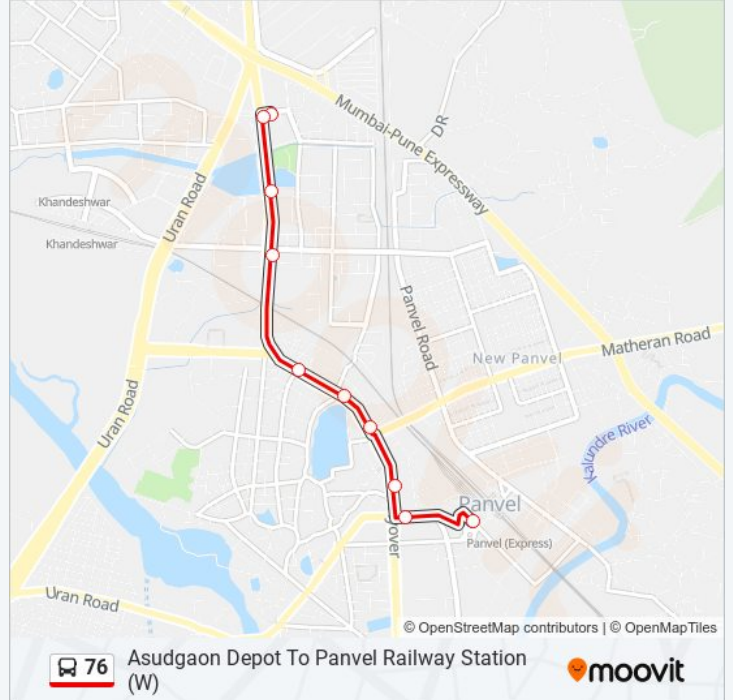 Mumbai-Pune Expressway
DR
Khandeshwar
Uran Road
Khandeshwar
Panvel Road
Matheran Road
New Panvel
Uran Road
Kalundre River
Panvel
yover
Panvel (Express)
Uran Road
© OpenStreetMap contributors | © OpenMapTiles
76
Asudgaon Depot To Panvel Railway Station
(W)
moovit